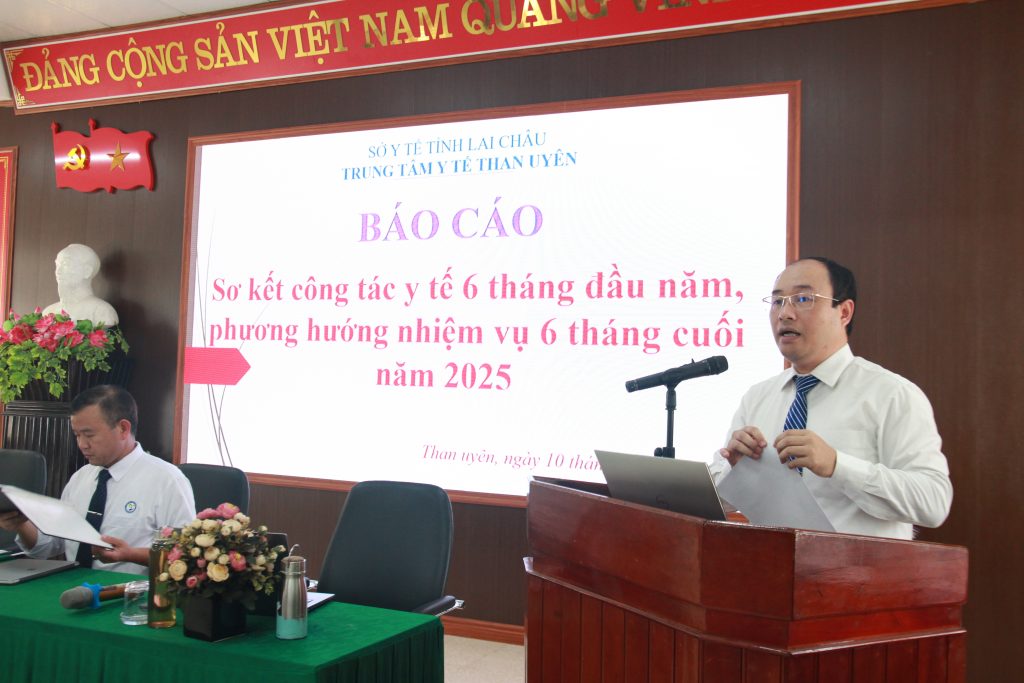 ĐẢNG CỘNG SẢN VIỆT NAM QUANG VINH
SỞ Y TẾ TỈNH LAI CHÂU
TRUNG TÂM Y TẾ THAN UYÊN
BÁO CÁO
Sơ kết công tác y tế 6 tháng đầu năm,
phương hướng nhiệm vụ 6 tháng cuối
năm 2025
Than uyên, ngày 10 thán